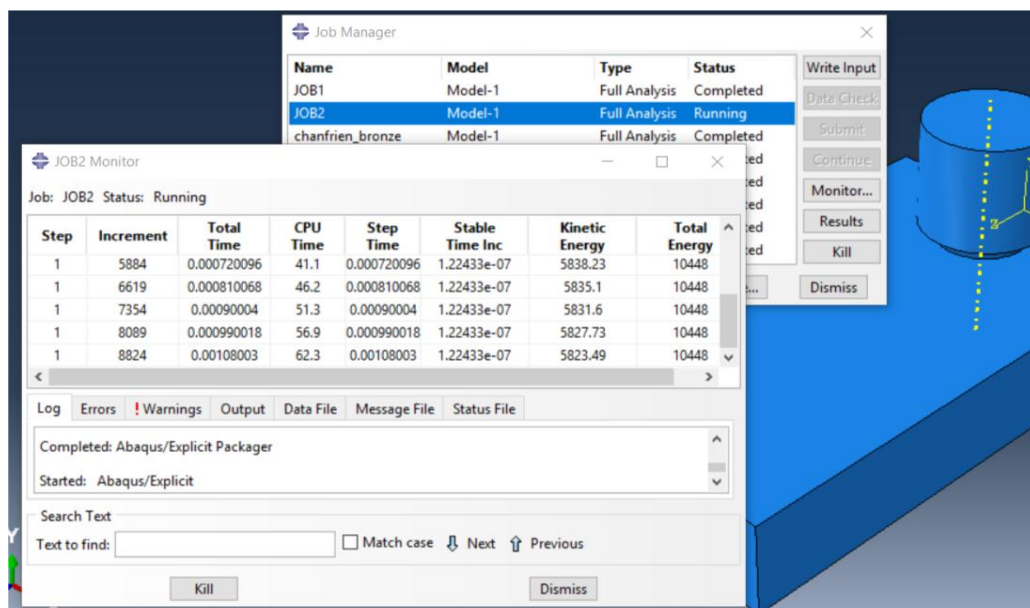 Job Manager
Name Model Type Status
JOB1 Model-1 Full Analysis Completed
JOB2 Model-1 Full Analysis Running
chanfrien_bronze Model-1 Full Analysis Completed
Write Input
Data Check
Submit
Continue
Monitor...
Results
Kill
Dismiss
JOB2 Monitor
Job: JOB2 Status: Running
Step Increment Total Time CPU Time Step Time Stable Time Inc Kinetic Energy Total Energy
1 5884 0.000720096 41.1 0.000720096 1.22433e-07 5838.23 10448
1 6619 0.000810068 46.2 0.000810068 1.22433e-07 5835.1 10448
1 7354 0.00090004 51.3 0.00090004 1.22433e-07 5831.6 10448
1 8089 0.000990018 56.9 0.000990018 1.22433e-07 5827.73 10448
1 8824 0.00108003 62.3 0.00108003 1.22433e-07 5823.49 10448
Log Errors ! Warnings Output Data File Message File Status File
Completed: Abaqus/Explicit Packager
Started: Abaqus/Explicit
Search Text
Text to find: Match case Next Previous
Kill Dismiss
Z
Y